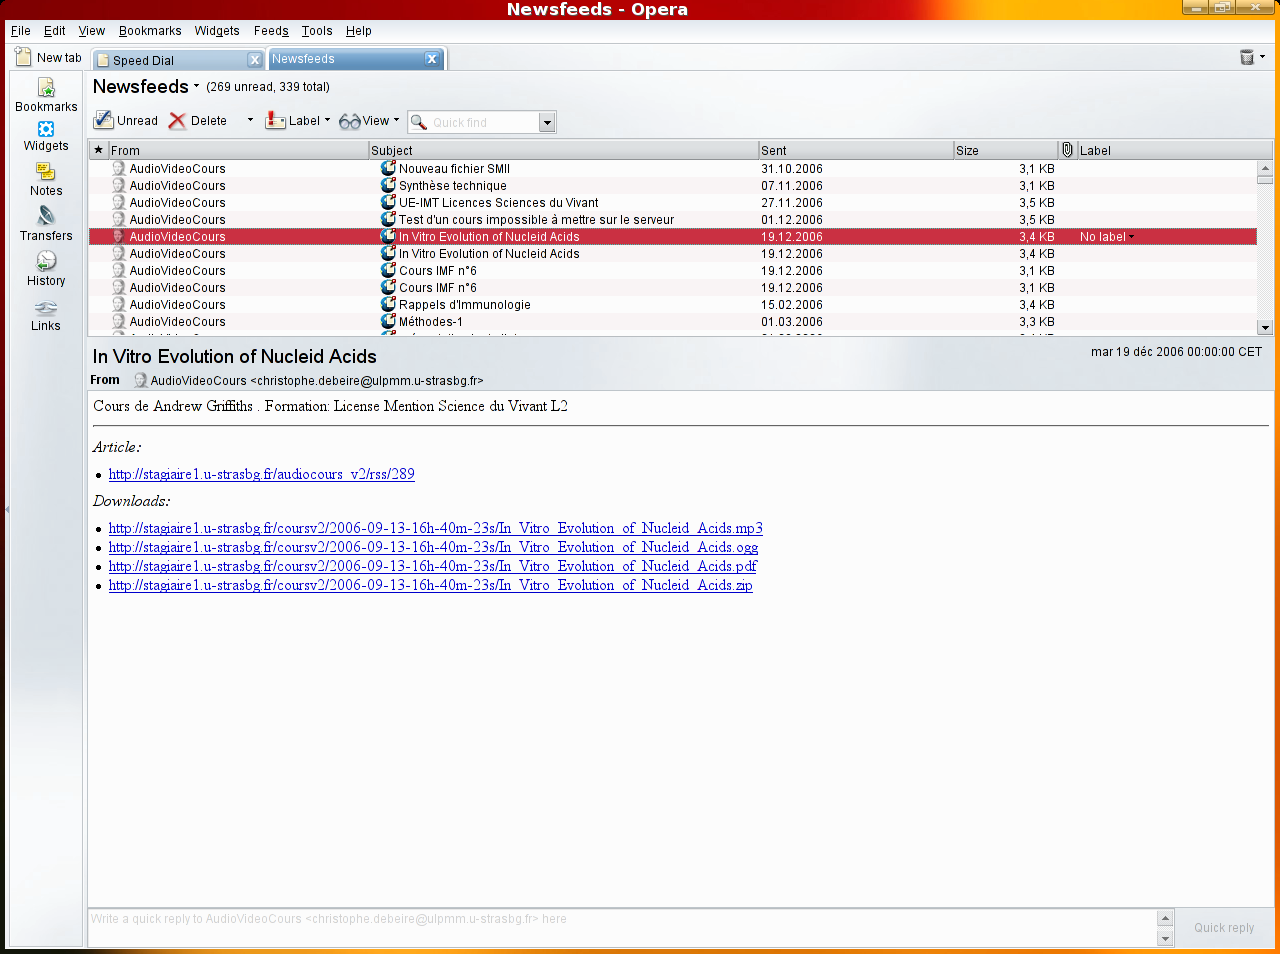 Newsfeeds - Opera
File Edit View Bookmarks Widgets Feeds Tools Help
New tab Speed Dial Newsfeeds
Newsfeeds (269 unread, 339 total)
Bookmarks
Widgets
Notes
Transfers
History
Links
Unread Delete Label View Quick find
From Subject Sent Size Label
AudioVideoCours Nouveau fichier SMII 31.10.2006 3,1 KB
AudioVideoCours Synthèse technique 07.11.2006 3,1 KB
AudioVideoCours UE-IMT Licences Sciences du Vivant 27.11.2006 3,5 KB
AudioVideoCours Test d'un cours impossible à mettre sur le serveur 01.12.2006 3,5 KB
AudioVideoCours In Vitro Evolution of Nucleid Acids 19.12.2006 3,4 KB No label
AudioVideoCours In Vitro Evolution of Nucleid Acids 19.12.2006 3,4 KB
AudioVideoCours Cours IMF n°6 19.12.2006 3,1 KB
AudioVideoCours Cours IMF n°6 19.12.2006 3,1 KB
AudioVideoCours Rappels d'Immunologie 15.02.2006 3,4 KB
AudioVideoCours Méthodes-1 01.03.2006 3,3 KB
In Vitro Evolution of Nucleid Acids mar 19 déc 2006 00:00:00 CET
From AudioVideoCours <christophe.debeire@ulpmm.u-strasbg.fr>
Cours de Andrew Griffiths . Formation: License Mention Science du Vivant L2
Article:
http://stagiaire1.u-strasbg.fr/audiocours_v2/rss/289
Downloads:
http://stagiaire1.u-strasbg.fr/coursv2/2006-09-13-16h-40m-23s/In_Vitro_Evolution_of_Nucleid_Acids.mp3
http://stagiaire1.u-strasbg.fr/coursv2/2006-09-13-16h-40m-23s/In_Vitro_Evolution_of_Nucleid_Acids.ogg
http://stagiaire1.u-strasbg.fr/coursv2/2006-09-13-16h-40m-23s/In_Vitro_Evolution_of_Nucleid_Acids.pdf
http://stagiaire1.u-strasbg.fr/coursv2/2006-09-13-16h-40m-23s/In_Vitro_Evolution_of_Nucleid_Acids.zip
Write a quick reply to AudioVideoCours <christophe.debeire@ulpmm.u-strasbg.fr> here
Quick reply